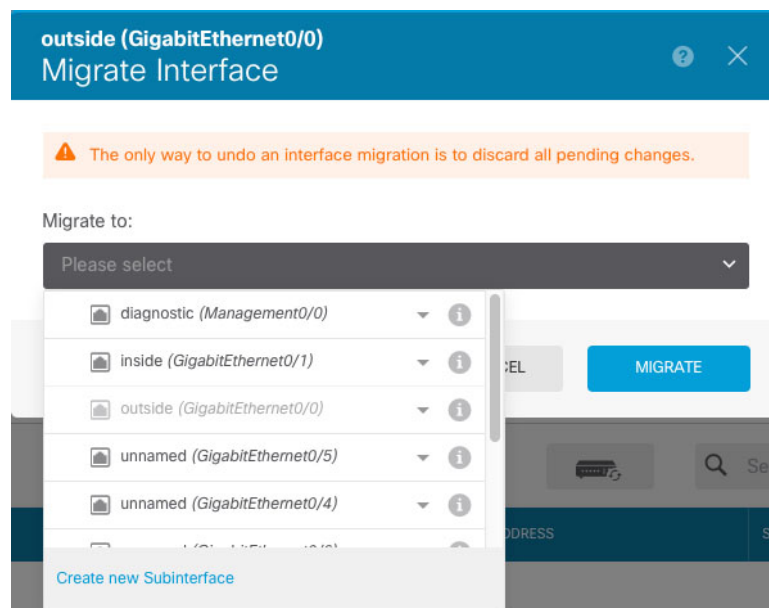 outside (GigabitEthernet0/0)
Migrate Interface
The only way to undo an interface migration is to discard all pending changes.
Migrate to:
Please select
diagnostic (Management0/0)
inside (GigabitEthernet0/1)
outside (GigabitEthernet0/0)
unnamed (GigabitEthernet0/5)
unnamed (GigabitEthernet0/4)
Create new Subinterface
MIGRATE